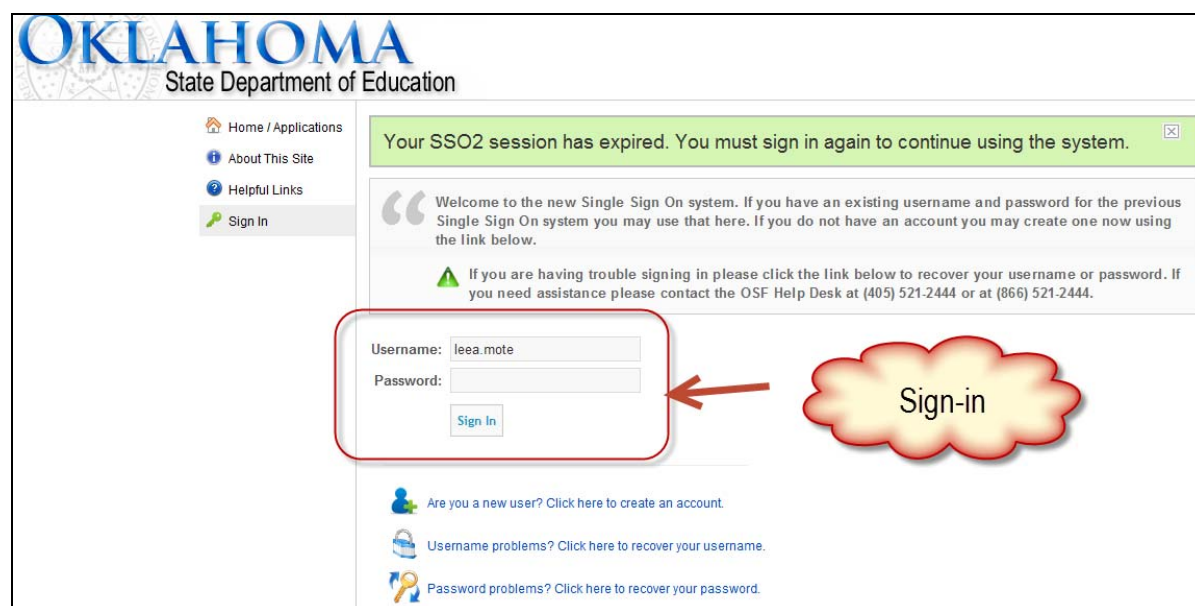 OKLAHOMA
State Department of Education
Home / Applications
About This Site
Helpful Links
Sign In
Your SSO2 session has expired. You must sign in again to continue using the system.
Welcome to the new Single Sign On system. If you have an existing username and password for the previous
Single Sign On system you may use that here. If you do not have an account you may create one now using
the link below.
If you are having trouble signing in please click the link below to recover your username or password. If
you need assistance please contact the OSF Help Desk at (405) 521-2444 or at (866) 521-2444.
Username: leea.mote
Password:
Sign In
Sign-in
Are you a new user? Click here to create an account.
Username problems? Click here to recover your username.
Password problems? Click here to recover your password.